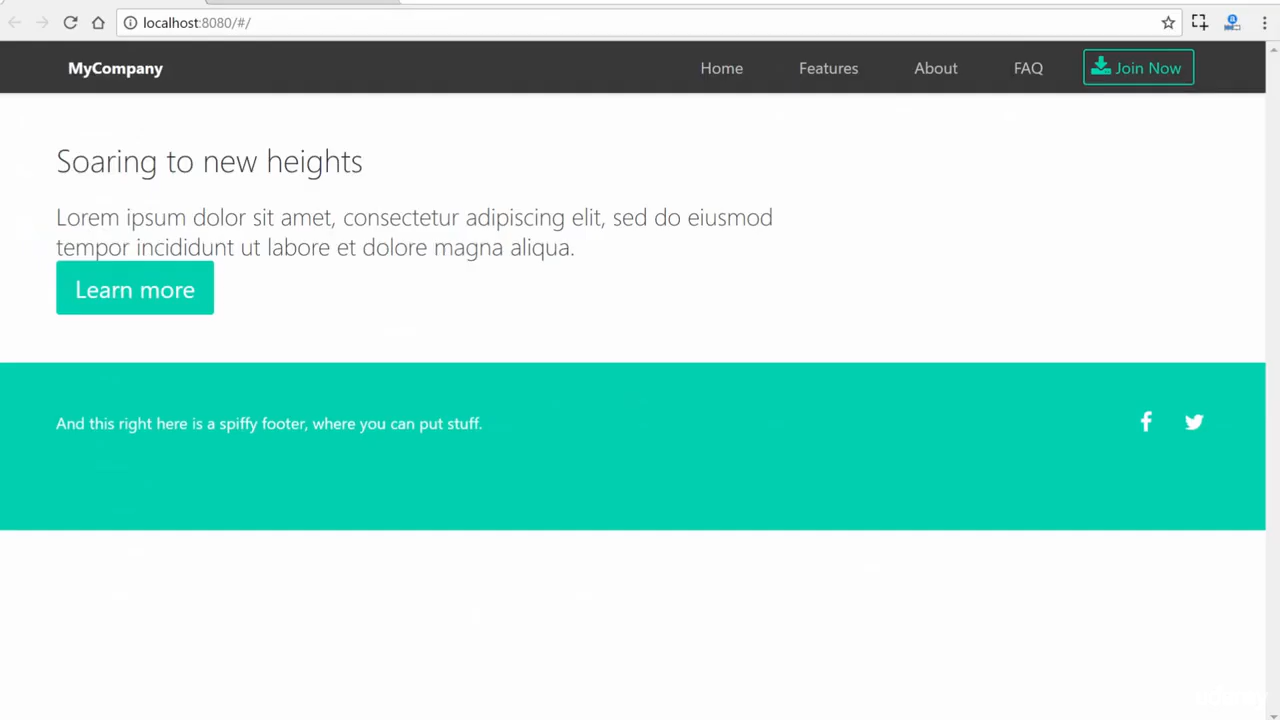 localhost:8080/#/
MyCompany
Home
Features
About
FAQ
Join Now
Soaring to new heights
Lorem ipsum dolor sit amet, consectetur adipiscing elit, sed do eiusmod
tempor incididunt ut labore et dolore magna aliqua.
Learn more
And this right here is a spiffy footer, where you can put stuff.